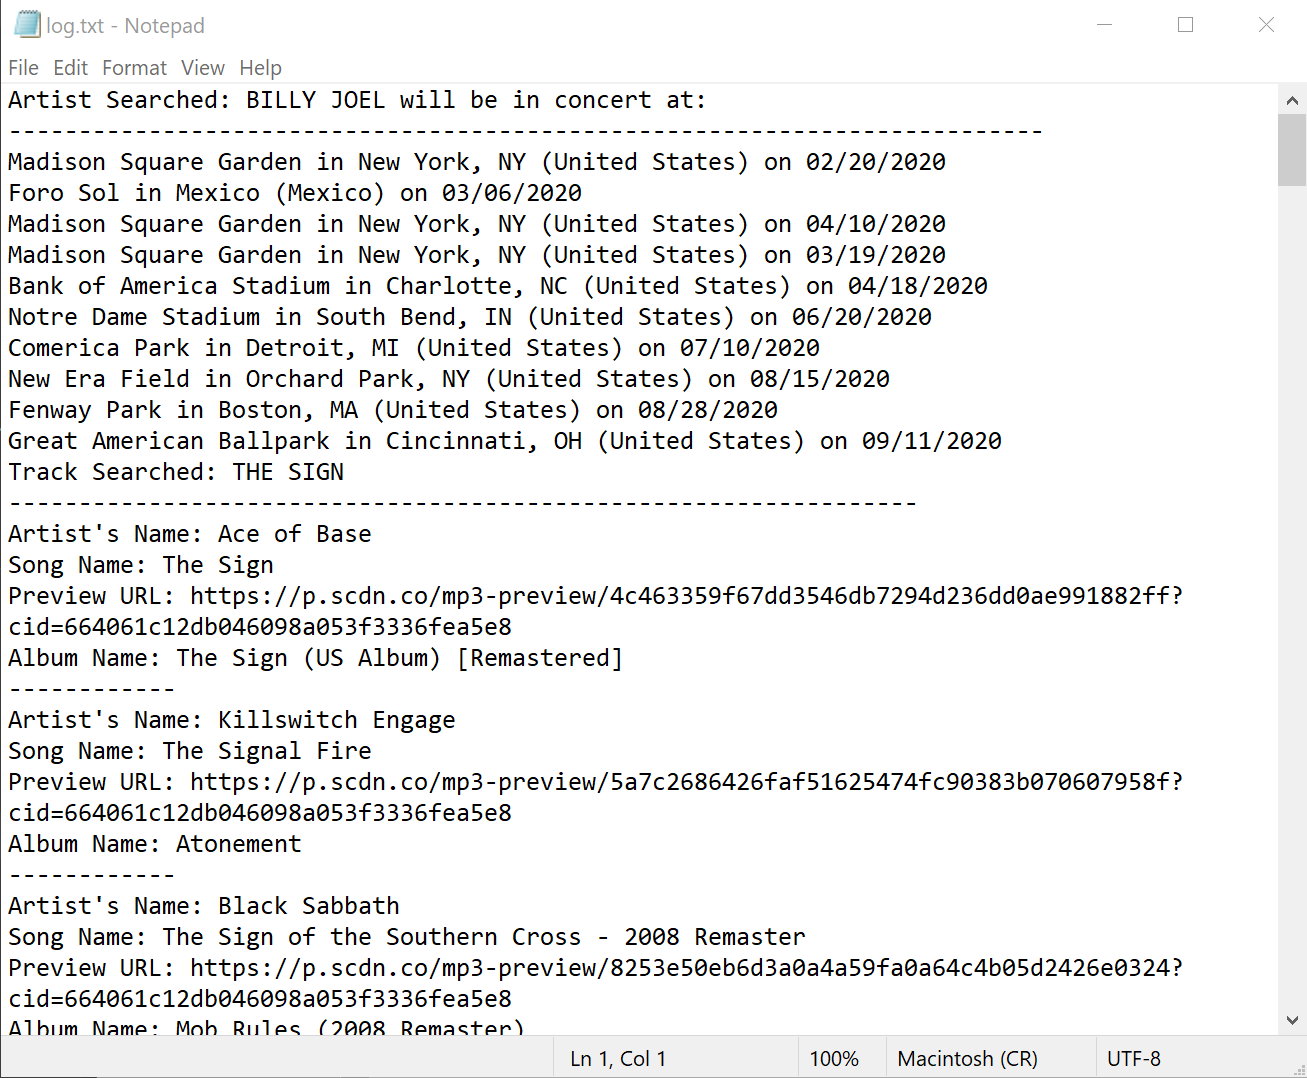 log.txt - Notepad
File Edit Format View Help
Artist Searched: BILLY JOEL will be in concert at:
--------------------------------------------------------------------------
Madison Square Garden in New York, NY (United States) on 02/20/2020
Foro Sol in Mexico (Mexico) on 03/06/2020
Madison Square Garden in New York, NY (United States) on 04/10/2020
Madison Square Garden in New York, NY (United States) on 03/19/2020
Bank of America Stadium in Charlotte, NC (United States) on 04/18/2020
Notre Dame Stadium in South Bend, IN (United States) on 06/20/2020
Comerica Park in Detroit, MI (United States) on 07/10/2020
New Era Field in Orchard Park, NY (United States) on 08/15/2020
Fenway Park in Boston, MA (United States) on 08/28/2020
Great American Ballpark in Cincinnati, OH (United States) on 09/11/2020
Track Searched: THE SIGN
-----------------------------------------------------------------
Artist's Name: Ace of Base
Song Name: The Sign
Preview URL: https://p.scdn.co/mp3-preview/4c463359f67dd3546db7294d236dd0ae991882ff?
cid=664061c12db046098a053f3336fea5e8
Album Name: The Sign (US Album) [Remastered]
------------
Artist's Name: Killswitch Engage
Song Name: The Signal Fire
Preview URL: https://p.scdn.co/mp3-preview/5a7c2686426faf51625474fc90383b070607958f?
cid=664061c12db046098a053f3336fea5e8
Album Name: Atonement
------------
Artist's Name: Black Sabbath
Song Name: The Sign of the Southern Cross - 2008 Remaster
Preview URL: https://p.scdn.co/mp3-preview/8253e50eb6d3a0a4a59fa0a64c4b05d2426e0324?
cid=664061c12db046098a053f3336fea5e8
Album Name: Mob Rules (2008 Remaster)
Ln 1, Col 1 100% Macintosh (CR) UTF-8